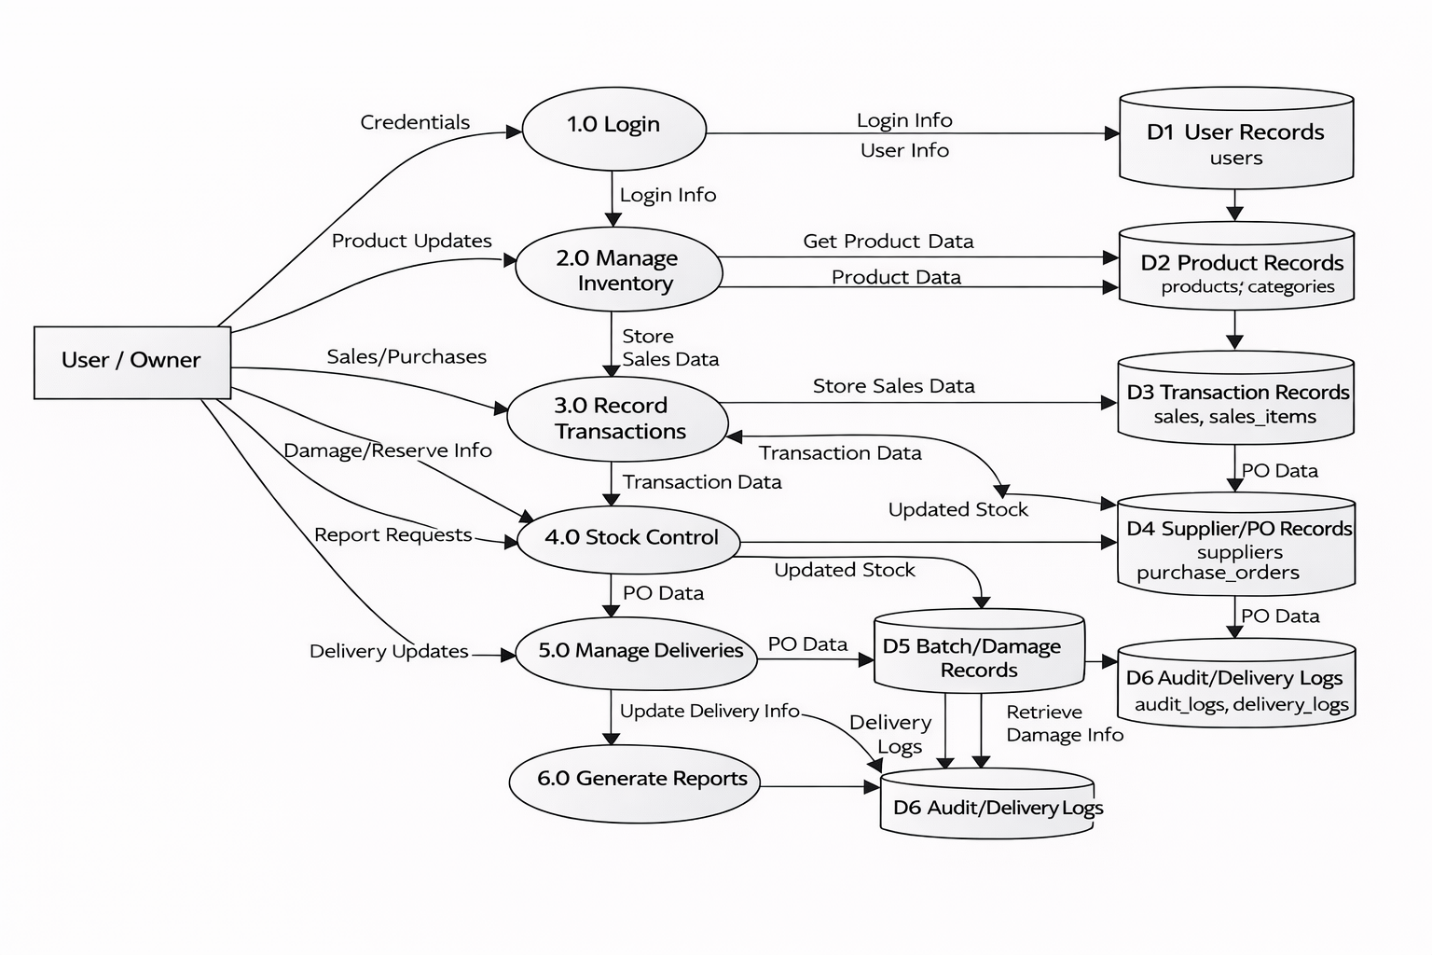 Credentials
1.0 Login
Login Info
User Info
D1 User Records
users
Login Info
Product Updates
2.0 Manage
Inventory
Get Product Data
Product Data
D2 Product Records
products; categories
User / Owner
Store
Sales Data
Sales/Purchases
3.0 Record
Transactions
Store Sales Data
D3 Transaction Records
sales, sales_items
Damage/Reserve Info
Transaction Data
PO Data
Transaction Data
Updated Stock
Report Requests
4.0 Stock Control
D4 Supplier/PO Records
suppliers
purchase_orders
Updated Stock
PO Data
PO Data
Delivery Updates
5.0 Manage Deliveries
PO Data
D5 Batch/Damage
Records
D6 Audit/Delivery Logs
audit_logs, delivery_logs
Update Delivery Info
Delivery
Logs
Retrieve
Damage Info
6.0 Generate Reports
D6 Audit/Delivery Logs